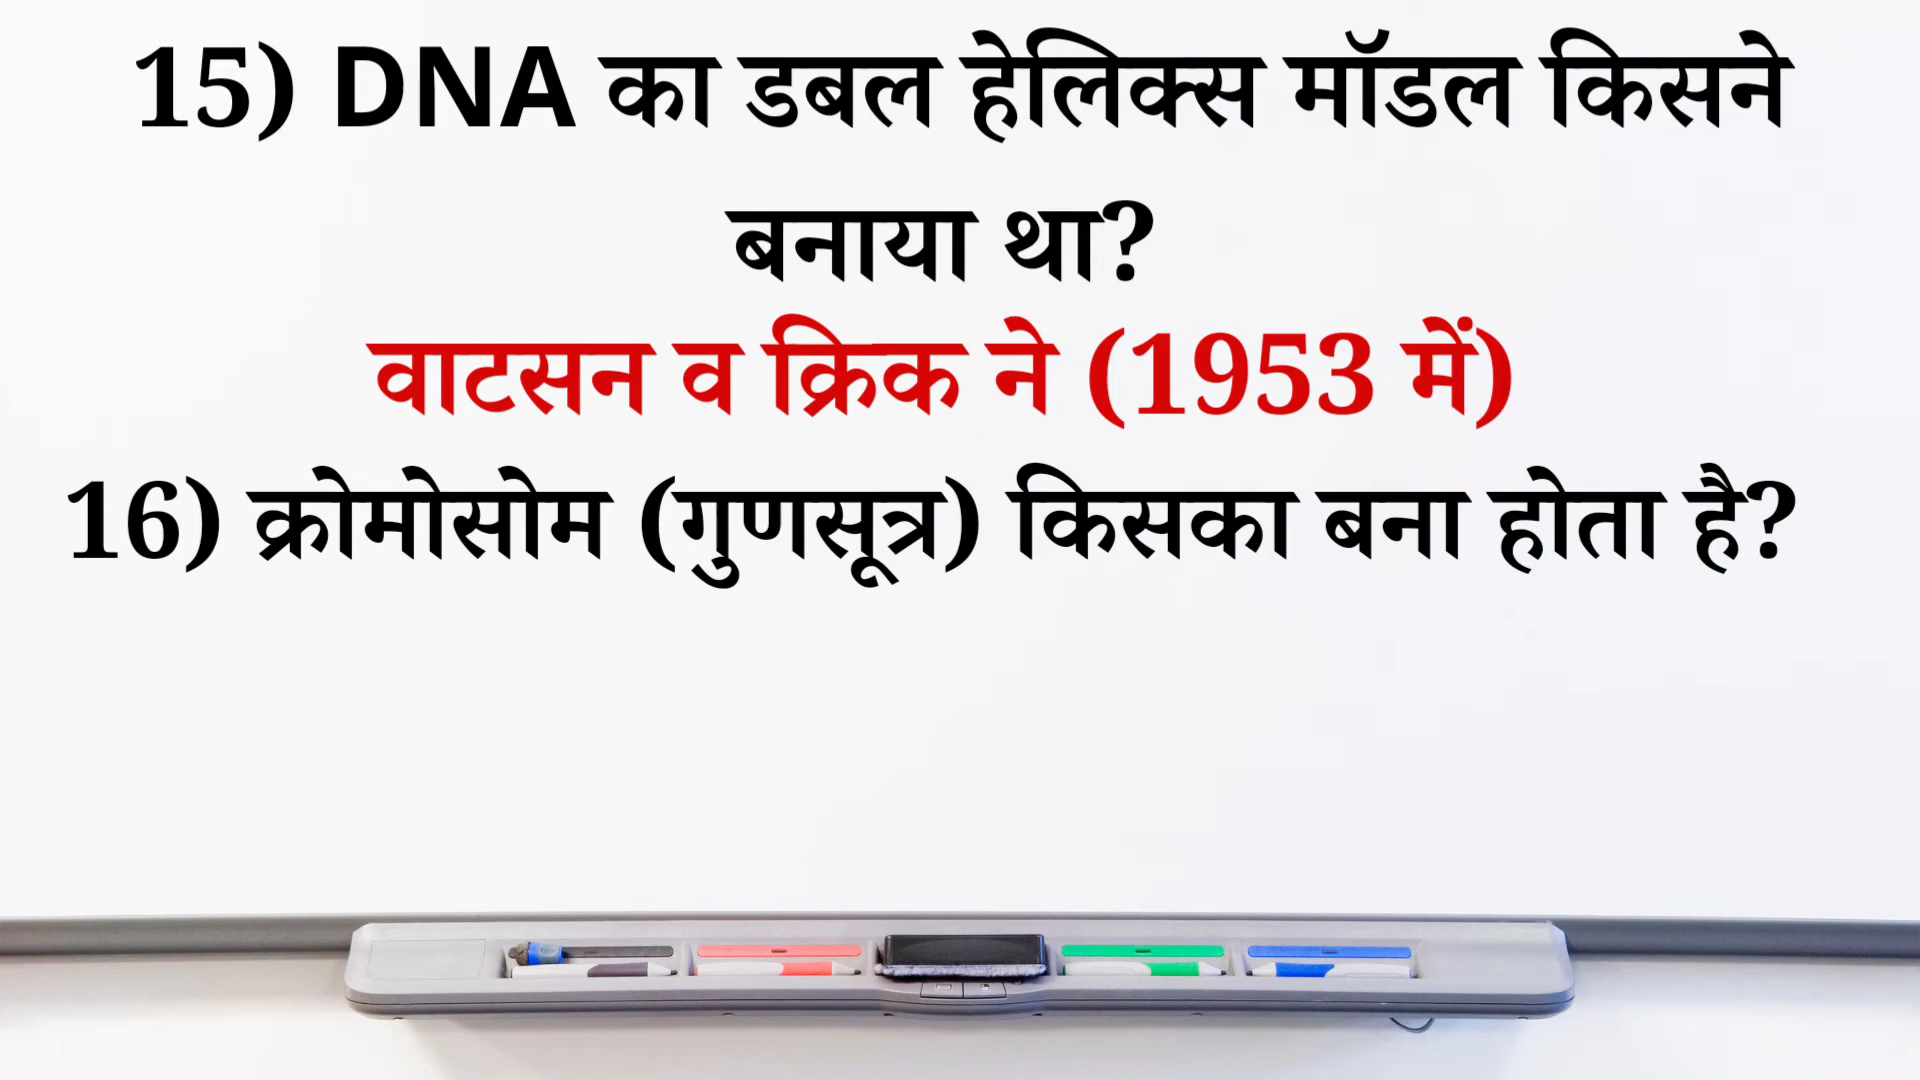 15) DNA का डबल हेलिक्स मॉडल किसने
बनाया था?
वाटसन व क्रिक ने (1953 में)
16) क्रोमोसोम (गुणसूत्र) किसका बना होता है?